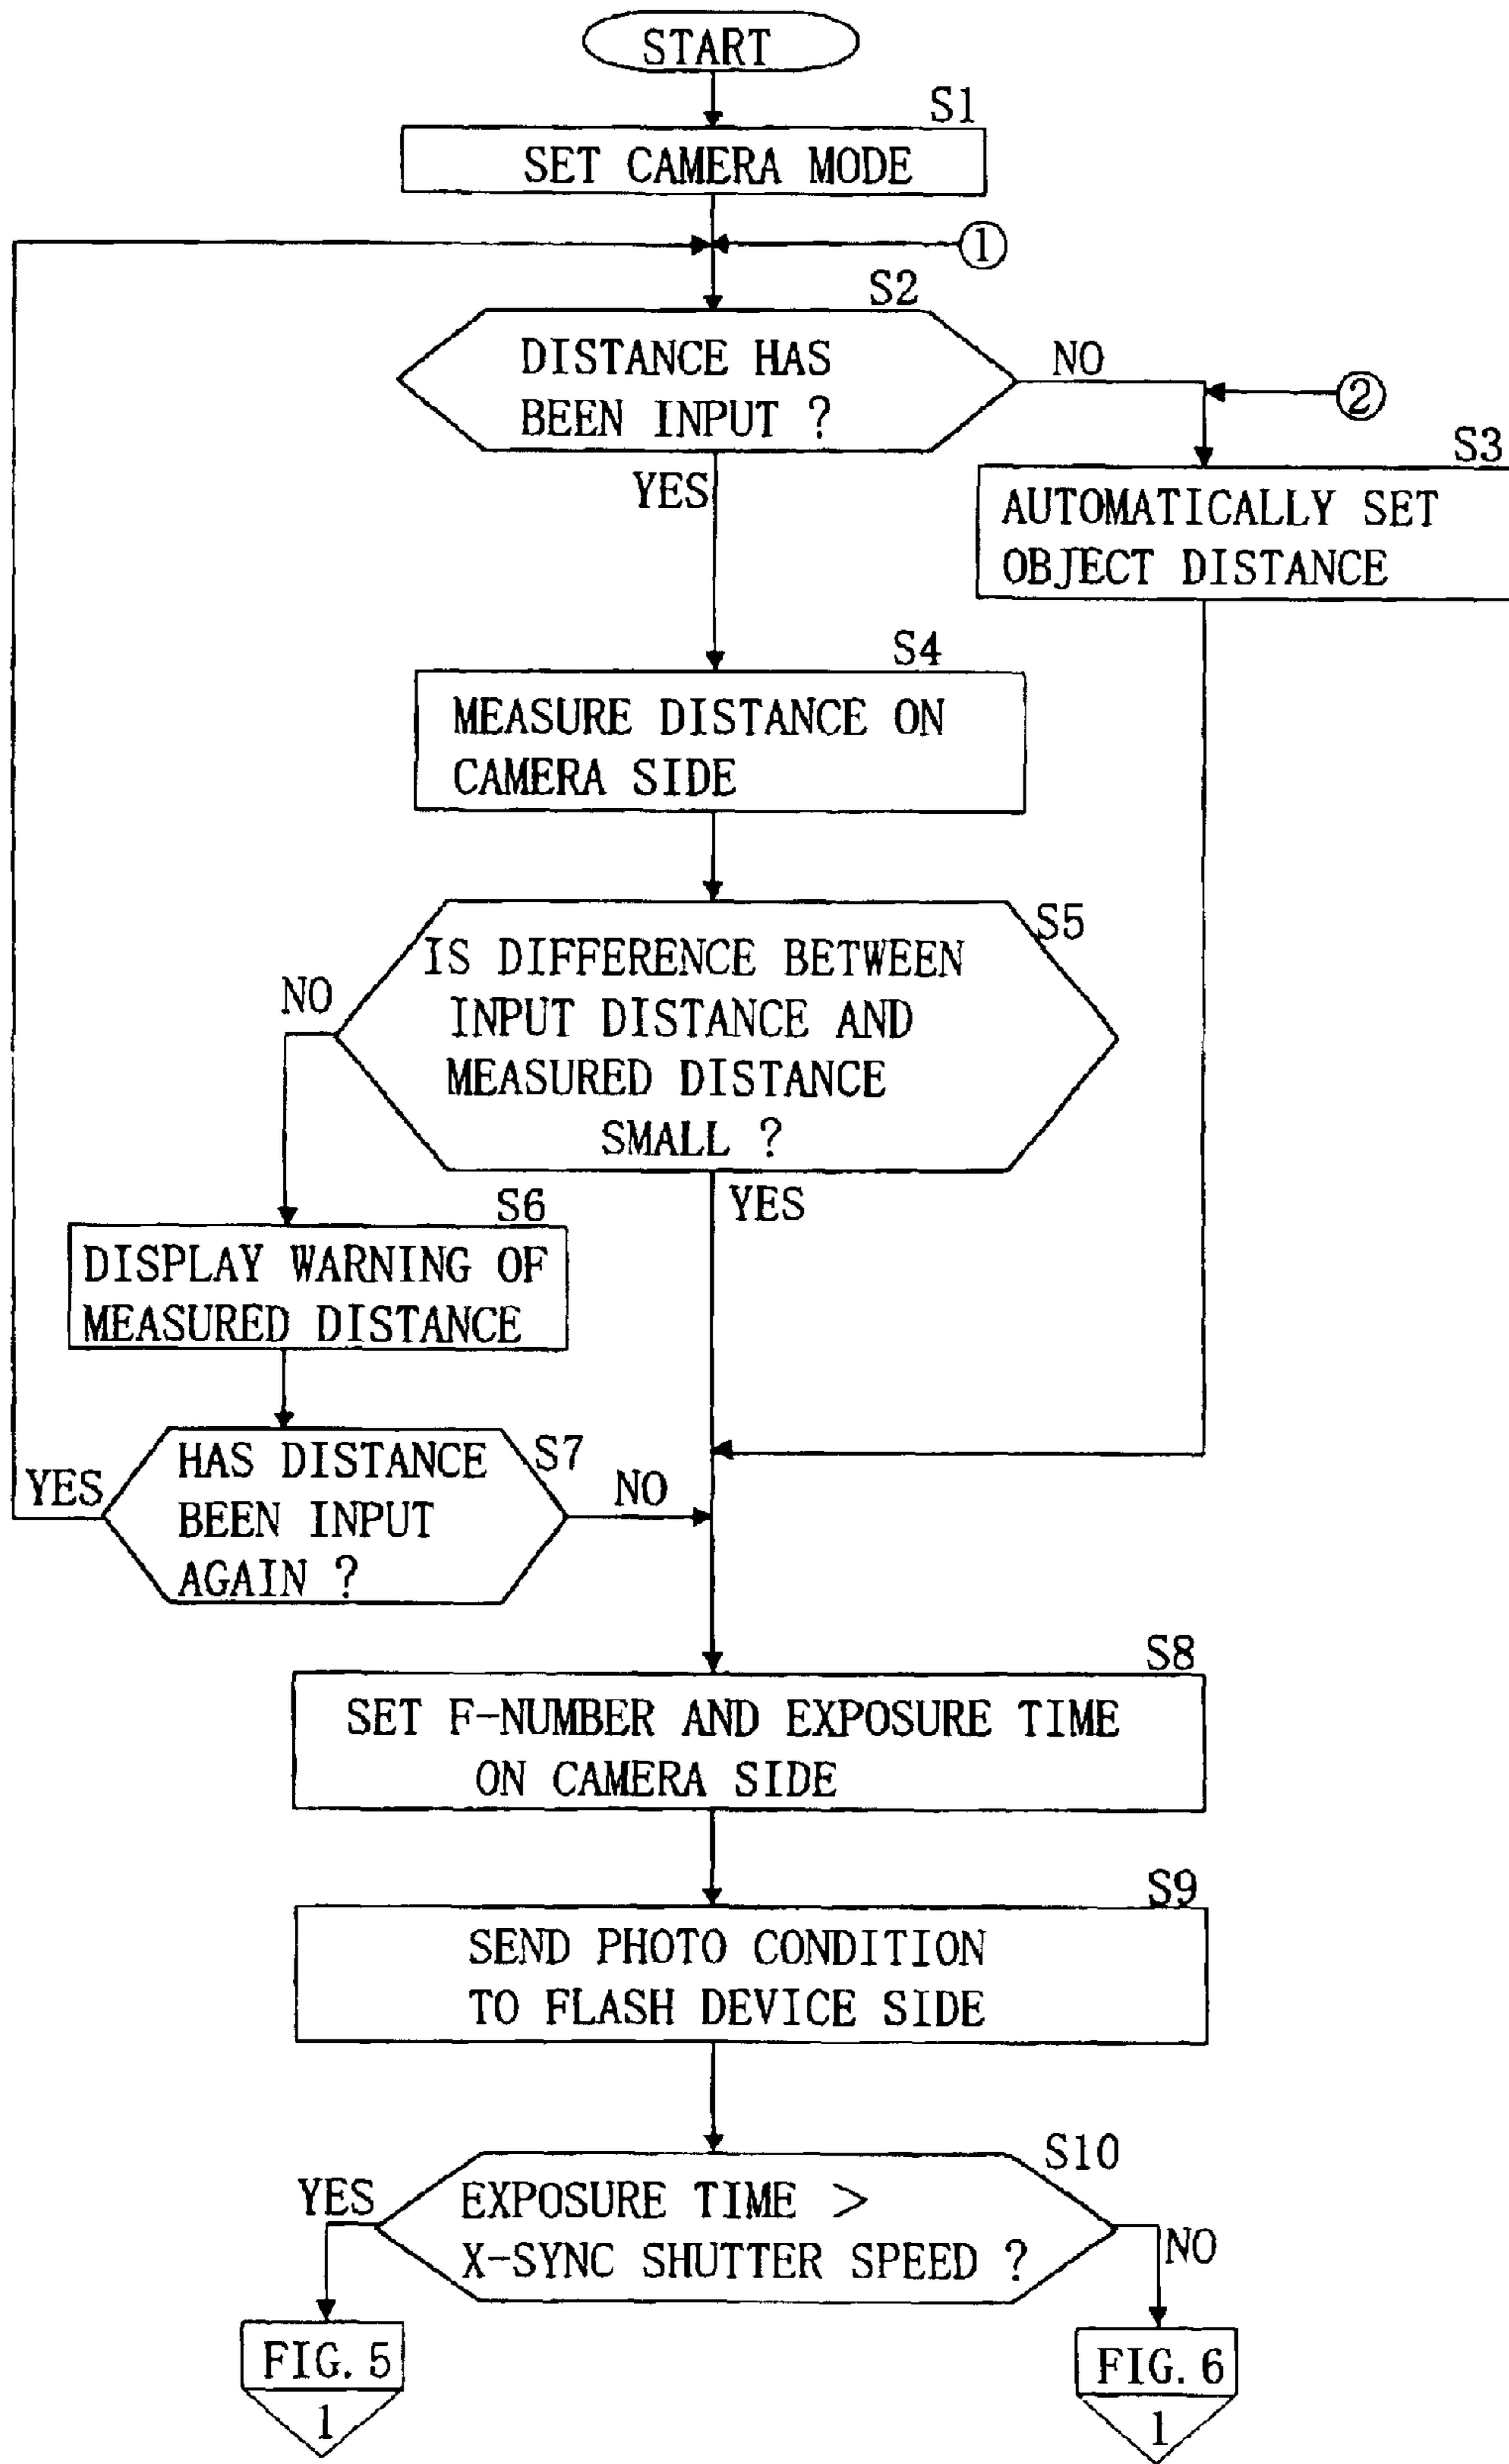 START
S1
SET CAMERA MODE
①
S2
DISTANCE HAS
BEEN INPUT ?
NO
②
YES
S3
AUTOMATICALLY SET
OBJECT DISTANCE
S4
MEASURE DISTANCE ON
CAMERA SIDE
S5
IS DIFFERENCE BETWEEN
INPUT DISTANCE AND
MEASURED DISTANCE
SMALL ?
NO
YES
S6
DISPLAY WARNING OF
MEASURED DISTANCE
S7
HAS DISTANCE
BEEN INPUT
AGAIN ?
YES
NO
S8
SET F-NUMBER AND EXPOSURE TIME
ON CAMERA SIDE
S9
SEND PHOTO CONDITION
TO FLASH DEVICE SIDE
S10
EXPOSURE TIME >
X-SYNC SHUTTER SPEED ?
YES
NO
FIG. 5
1
FIG. 6
1